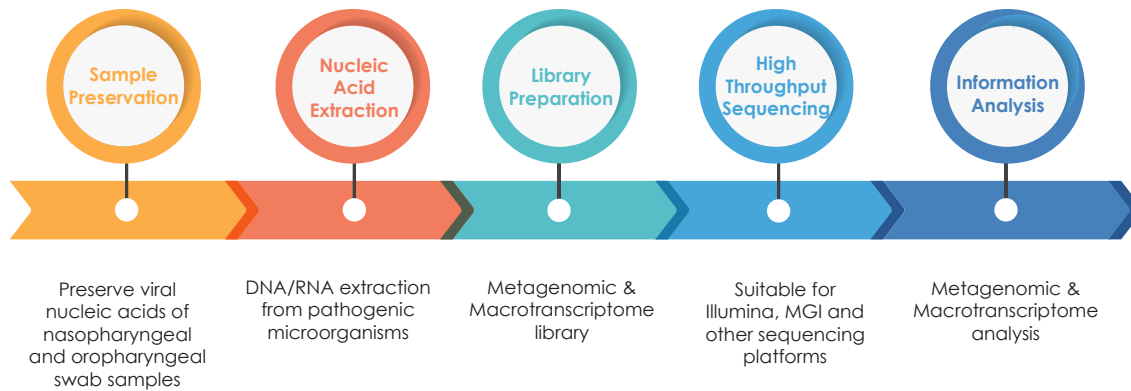 Sample
Preservation
Nucleic
Acid
Extraction
Library
Preparation
High
Throughput
Sequencing
Information
Analysis
Preserve viral
nucleic acids of
nasopharyngeal
and oropharyngeal
swab samples
DNA/RNA extraction
from pathogenic
microorganisms
Metagenomic &
Macrotranscriptome
library
Suitable for
Illumina, MGI and
other sequencing
platforms
Metagenomic &
Macrotranscriptome
analysis